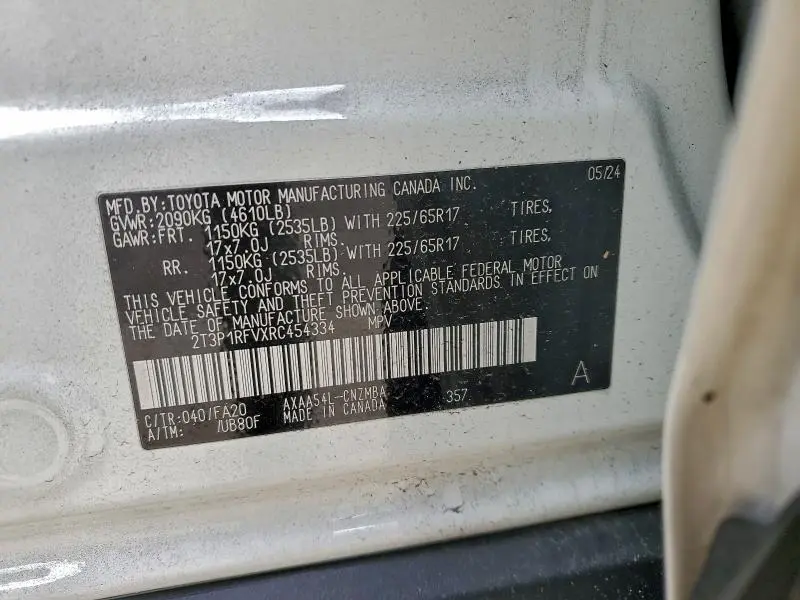 MFD.BY:TOYOTA MOTOR MANUFACTURING CANADA INC. 05/24
GVWR:2090KG (4610LB)
GAWR:FRT. 1150KG (2535LB) WITH 225/65R17 TIRES,
17x7.0J RIMS.
RR. 1150KG (2535LB) WITH 225/65R17 TIRES,
17x7.0J RIMS.
THIS VEHICLE CONFORMS TO ALL APPLICABLE FEDERAL MOTOR
VEHICLE SAFETY AND THEFT PREVENTION STANDARDS IN EFFECT ON
THE DATE OF MANUFACTURE SHOWN ABOVE.
2T3P1RFVXRC454334 MPV
C/TR:040/FA20 AXAA54L-CNZMBA 357 A
A/TM: /UB80F MADE IN CANADA